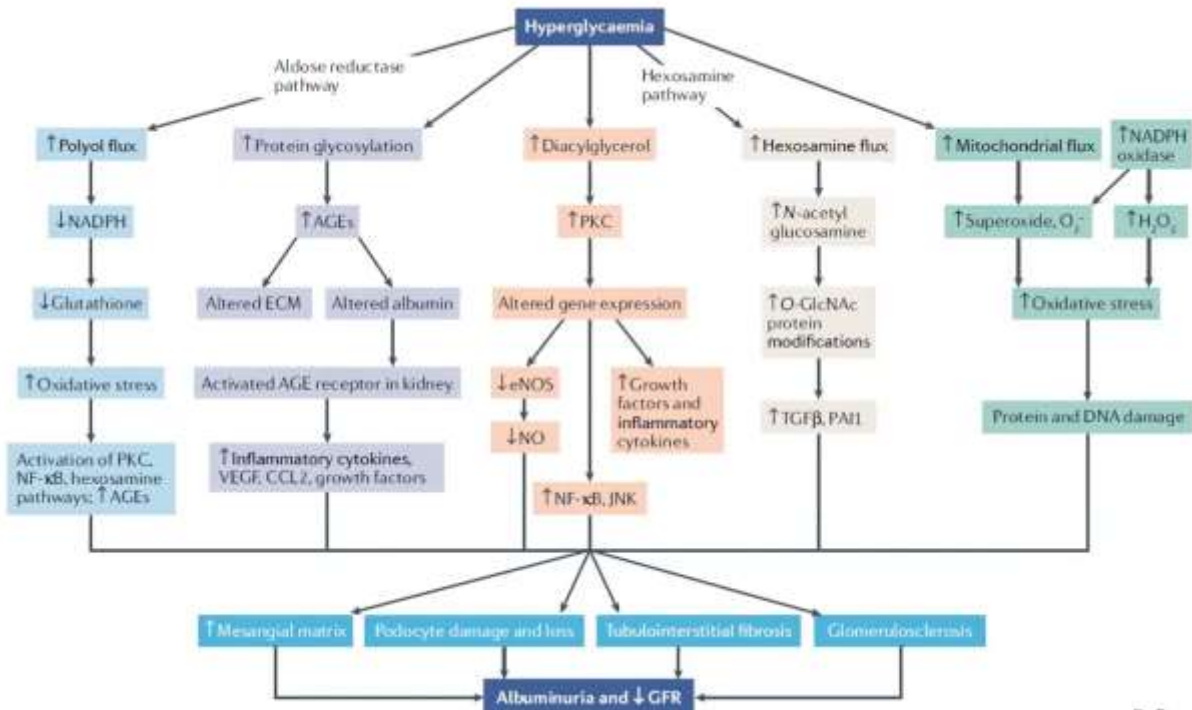 Hyperglycaemia
Aldose reductase
pathway
Hexosamine
pathway
↑Polyol flux
↑Protein glycosylation
↑Diacylglycerol
↑Hexosamine flux
↑Mitochondrial flux
↑NADPH
oxidase
↓NADPH
↑AGEs
↑PKC
↑N-acetyl
glucosamine
↑Superoxide, O₂⁻
↑H₂O₂
↓Glutathione
Altered ECM
Altered albumin
Altered gene expression
↑O-GlcNAc
protein
modifications
↑Oxidative stress
↑Oxidative stress
Activated AGE receptor in kidney
↓eNOS
↑Growth
factors and
inflammatory
cytokines
↓NO
↑TGFβ, PAI1
Protein and DNA damage
Activation of PKC,
NF-κB, hexosamine
pathways; ↑AGEs
↑Inflammatory cytokines,
VEGF, CCL2, growth factors
↑NF-κB, JNK
↑Mesangial matrix
Podocyte damage and loss
Tubulointerstitial fibrosis
Glomerulosclerosis
Albuminuria and ↓GFR